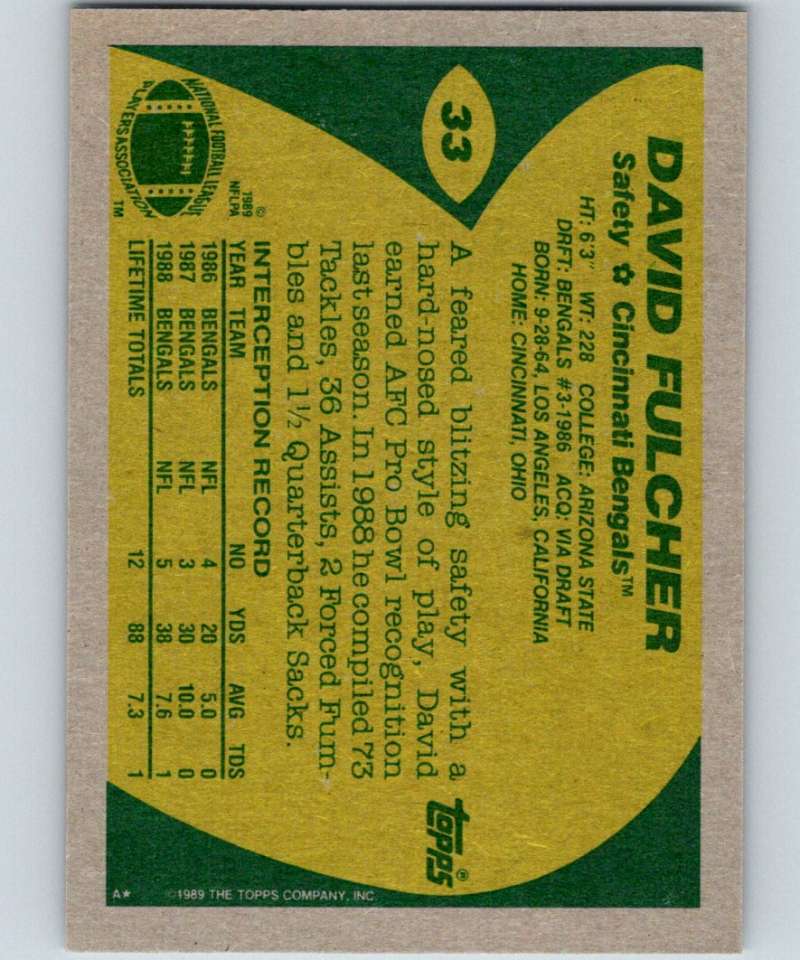 33
DAVID FULCHER
Safety ✩ Cincinnati Bengals™
HT: 6'3" WT: 228 COLLEGE: ARIZONA STATE
DRFT: BENGALS #3-1986 ACQ: VIA DRAFT
BORN: 9-28-64, LOS ANGELES, CALIFORNIA
HOME: CINCINNATI, OHIO
A feared blitzing safety with a
hard-nosed style of play, David
earned AFC Pro Bowl recognition
last season. In 1988 he compiled 73
Tackles, 36 Assists, 2 Forced Fum-
bles and 1½ Quarterback Sacks.
topps®
INTERCEPTION RECORD
YEAR TEAM NO YDS AVG TDS
1986 BENGALS NFL 4 20 5.0 0
1987 BENGALS NFL 3 30 10.0 0
1988 BENGALS NFL 5 38 7.6 1
LIFETIME TOTALS 12 88 7.3 1
NATIONAL FOOTBALL LEAGUE
PLAYERS ASSOCIATION
TM
©
1989
NFLPA
A★ ©1989 THE TOPPS COMPANY, INC.